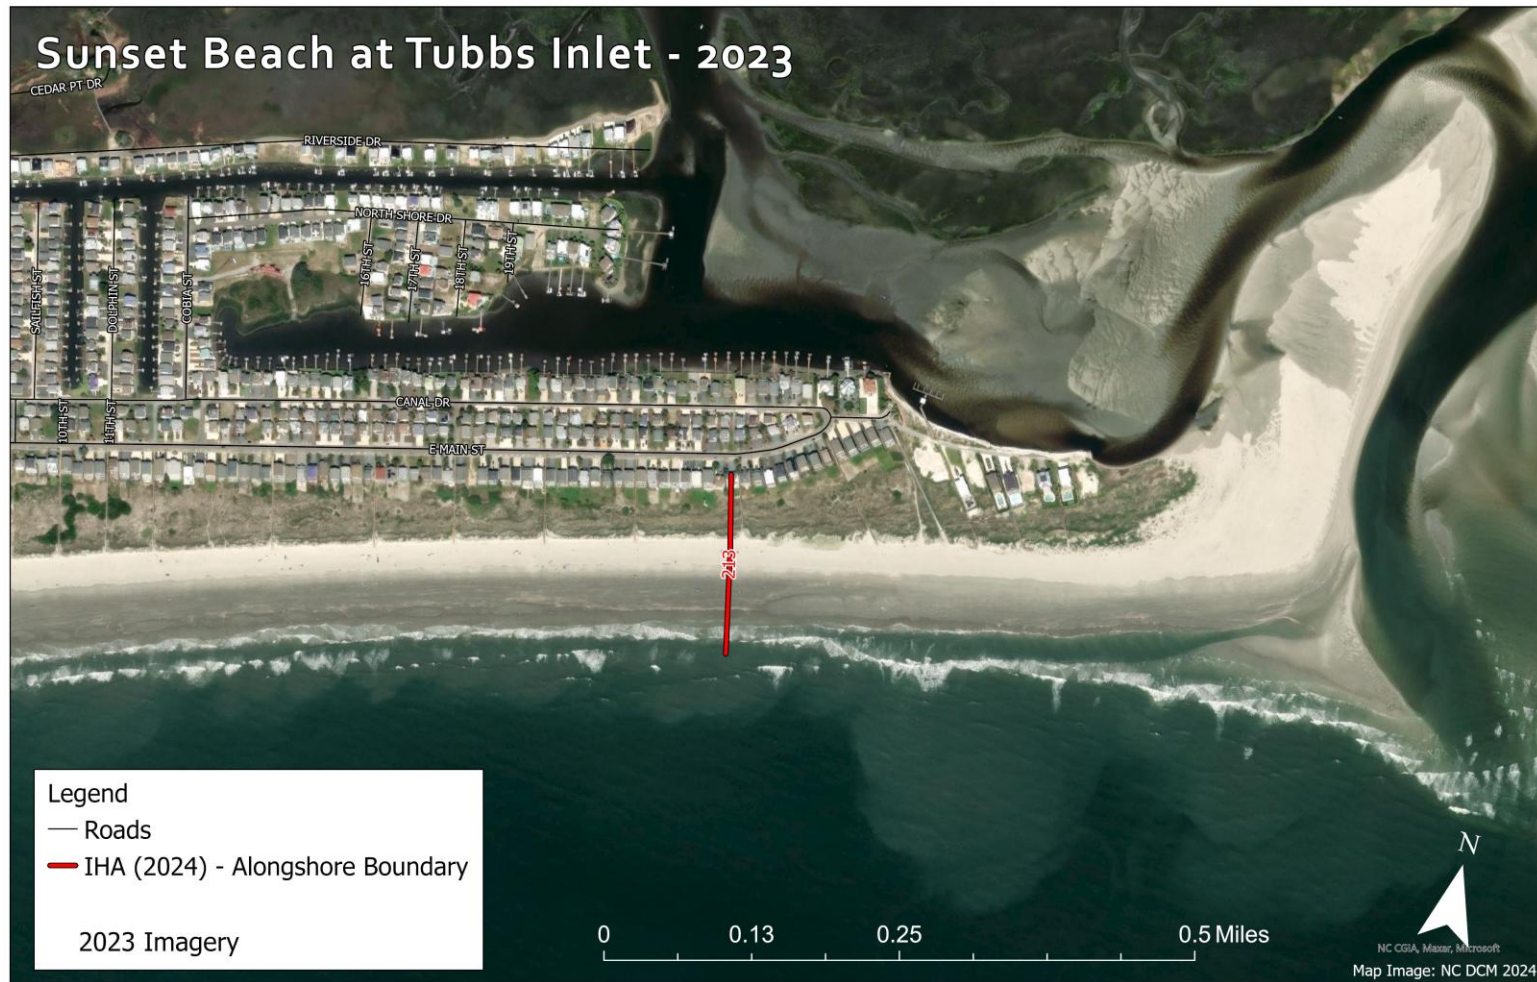 Sunset Beach at Tubbs Inlet - 2023
CEDAR PT DR
RIVERSIDE DR
NORTH SHORE DR
16TH ST
17TH ST
18TH ST
19TH ST
SAILFISH ST
DOLPHIN ST
COBIA ST
CANAL DR
10TH ST
11TH ST
E MAIN ST
213
Legend
Roads
IHA (2024) - Alongshore Boundary
2023 Imagery
0 0.13 0.25 0.5 Miles
N
NC CGIA, Maxar, Microsoft
Map Image: NC DCM 2024